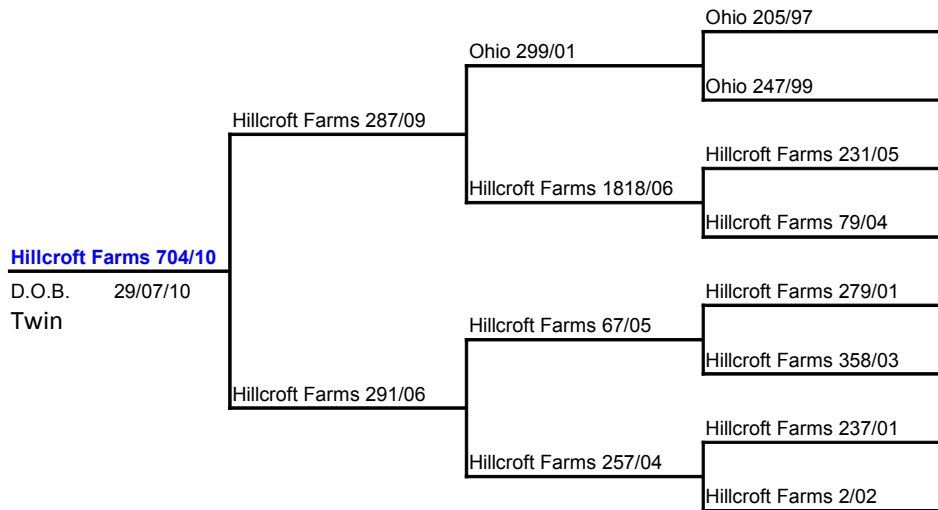 Ohio 205/97
Ohio 299/01
Ohio 247/99
Hillcroft Farms 287/09
Hillcroft Farms 231/05
Hillcroft Farms 1818/06
Hillcroft Farms 79/04
Hillcroft Farms 704/10
D.O.B. 29/07/10
Twin
Hillcroft Farms 279/01
Hillcroft Farms 67/05
Hillcroft Farms 358/03
Hillcroft Farms 291/06
Hillcroft Farms 237/01
Hillcroft Farms 257/04
Hillcroft Farms 2/02